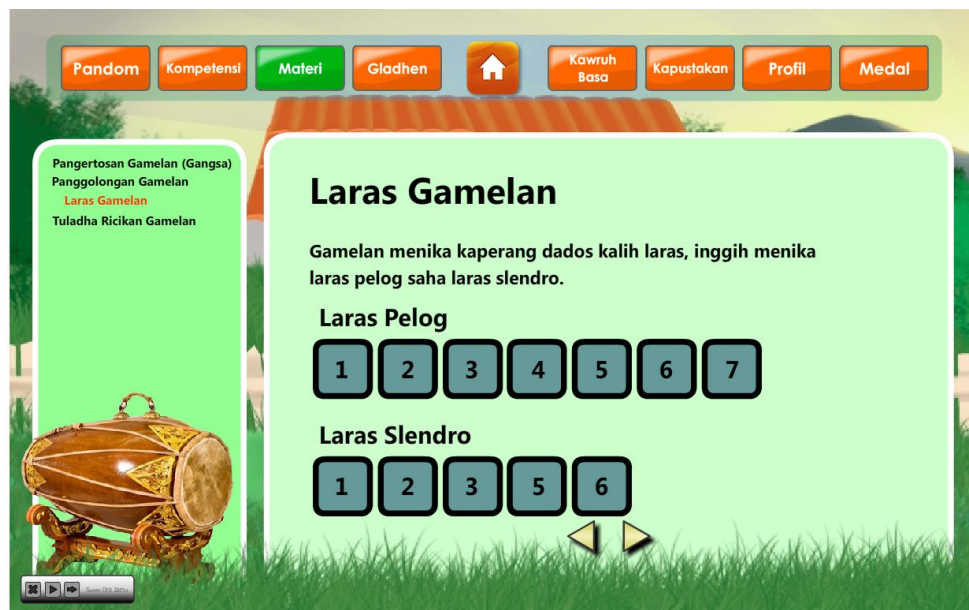 Pandom
Kompetensi
Materi
Gladhen
Kawruh
Basa
Kapustakan
Profil
Medal
Pangertosan Gamelan (Gangsa)
Panggolongan Gamelan
Laras Gamelan
Tuladha Ricikan Gamelan
Laras Gamelan
Gamelan menika kaperang dados kalih laras, inggih menika
laras pelog saha laras slendro.
Laras Pelog
1 2 3 4 5 6 7
Laras Slendro
1 2 3 5 6